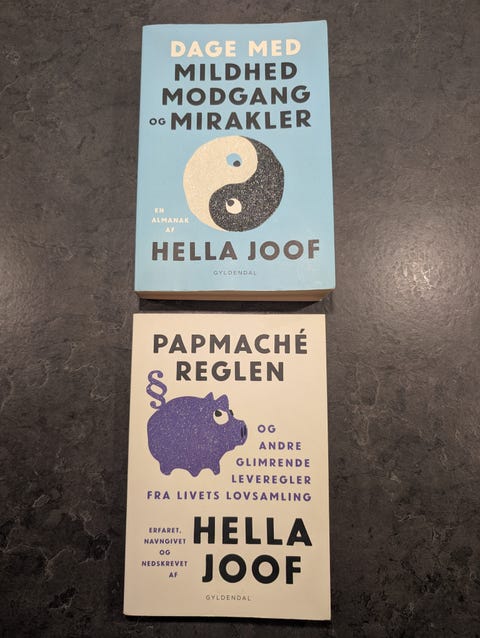 DAGE MED
MILDHED
MODGANG
OG MIRAKLER
EN
ALMANAK
AF
HELLA JOOF
GYLDENDAL
PAPMACHÉ
REGLEN
§
OG
ANDRE
GLIMRENDE
LEVEREGLER
FRA LIVETS LOVSAMLING
ERFARET,
NAVNGIVET
OG
NEDSKREVET
AF
HELLA
JOOF
GYLDENDAL